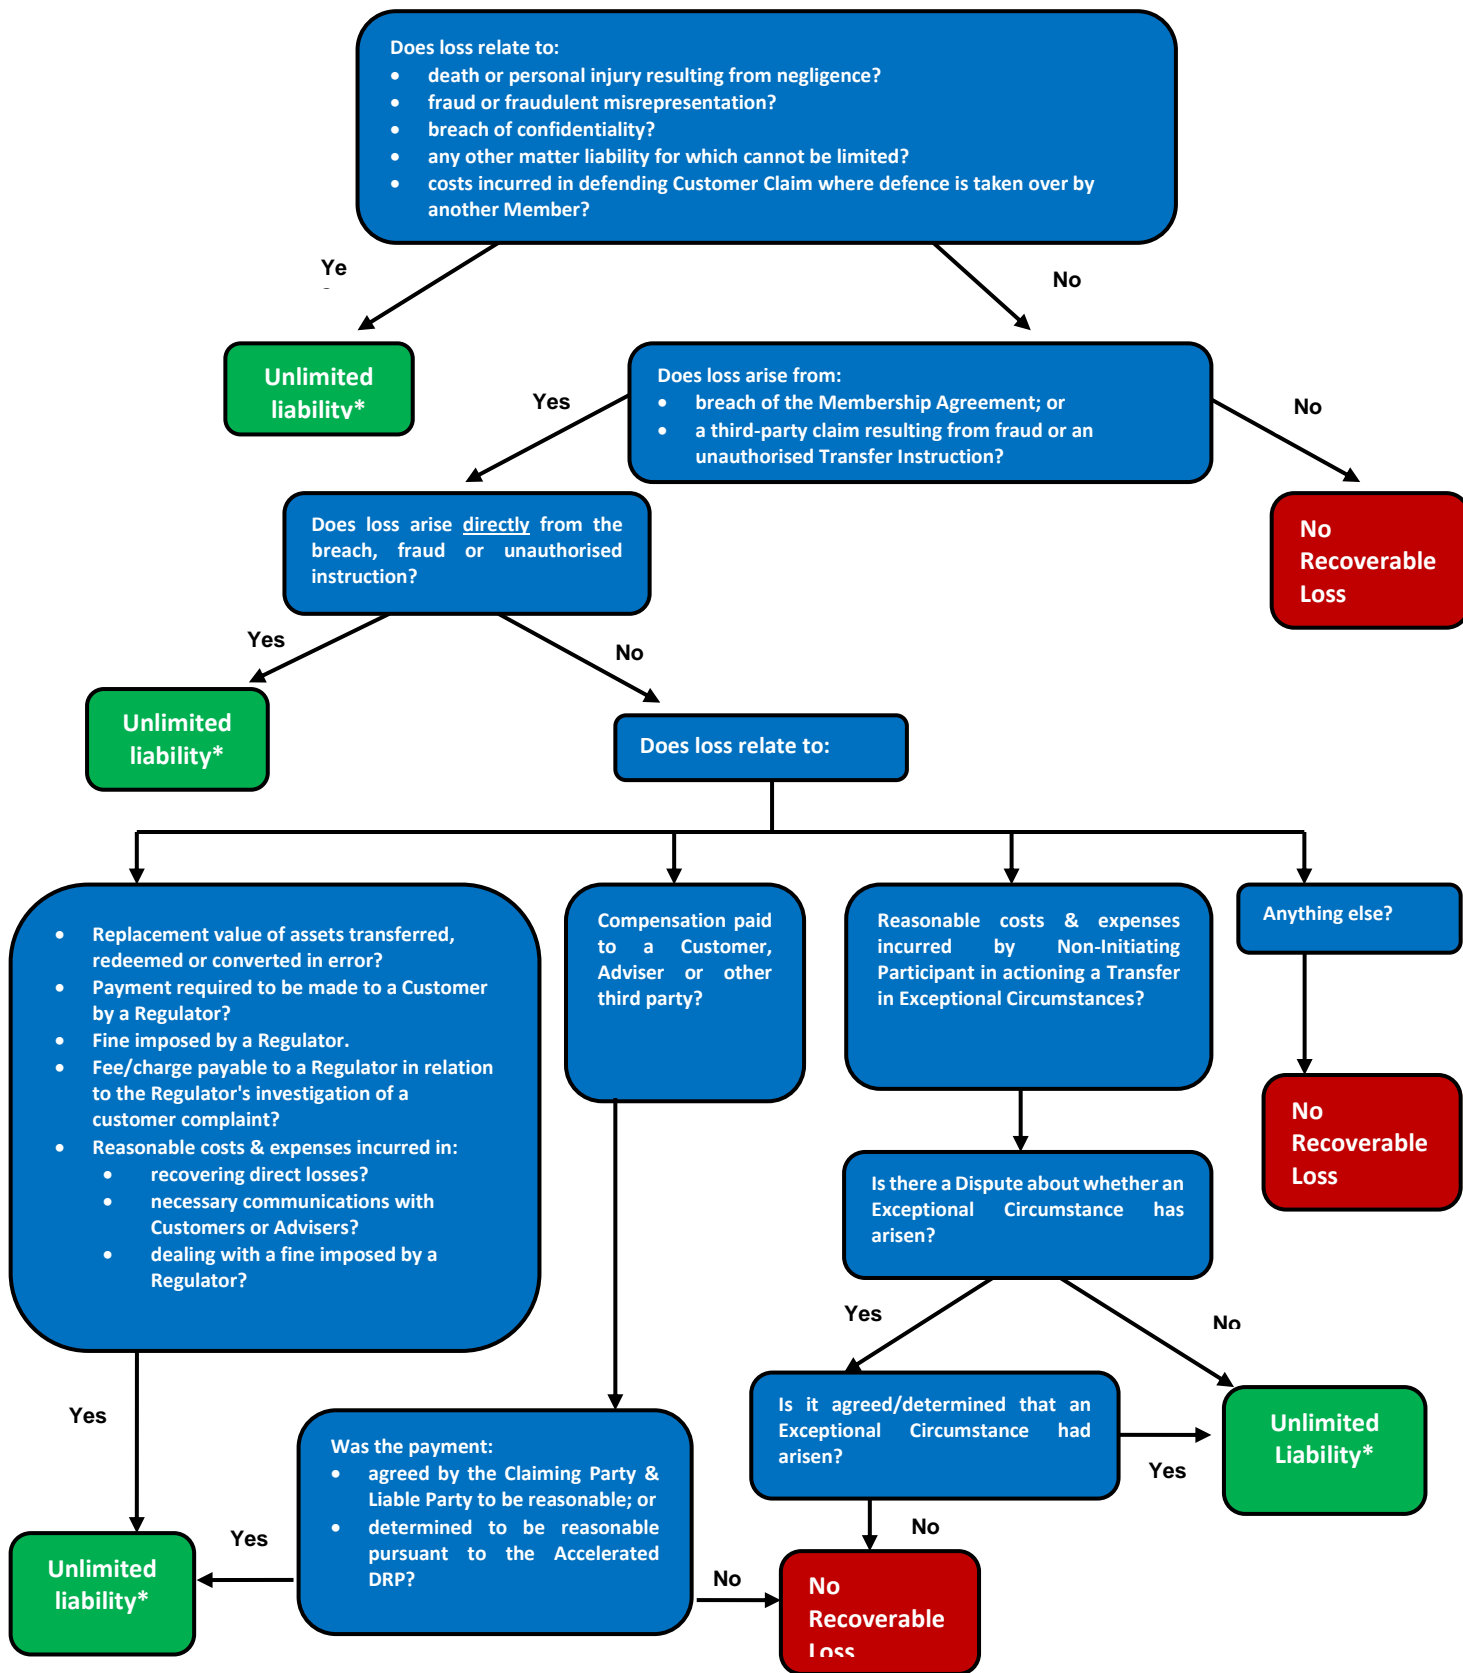 Does loss relate to:
• death or personal injury resulting from negligence?
• fraud or fraudulent misrepresentation?
• breach of confidentiality?
• any other matter liability for which cannot be limited?
• costs incurred in defending Customer Claim where defence is taken over by
another Member?
Ye
No
Unlimited
liability*
Yes
Does loss arise from:
• breach of the Membership Agreement; or
• a third-party claim resulting from fraud or an
unauthorised Transfer Instruction?
No
Does loss arise directly from the
breach, fraud or unauthorised
instruction?
No
Recoverable
Loss
Yes
No
Unlimited
liability*
Does loss relate to:
• Replacement value of assets transferred,
redeemed or converted in error?
• Payment required to be made to a Customer
by a Regulator?
• Fine imposed by a Regulator.
• Fee/charge payable to a Regulator in relation
to the Regulator's investigation of a
customer complaint?
• Reasonable costs & expenses incurred in:
• recovering direct losses?
• necessary communications with
Customers or Advisers?
• dealing with a fine imposed by a
Regulator?
Compensation paid
to a Customer,
Adviser or other
third party?
Reasonable costs & expenses
incurred by Non-Initiating
Participant in actioning a Transfer
in Exceptional Circumstances?
Anything else?
No
Recoverable
Loss
Is there a Dispute about whether an
Exceptional Circumstance has
arisen?
Yes
No
Yes
Is it agreed/determined that an
Exceptional Circumstance had
arisen?
Yes
Unlimited
Liability*
Was the payment:
• agreed by the Claiming Party &
Liable Party to be reasonable; or
• determined to be reasonable
pursuant to the Accelerated
DRP?
Yes
No
No
Unlimited
liability*
No
Recoverable
Loss